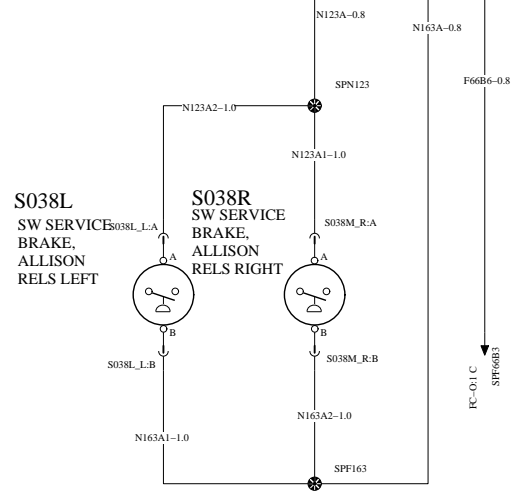 N123A–0.8
N163A–0.8
F66B6–0.8
SPN123
N123A2–1.0
N123A1–1.0
S038L
SW SERVICE
BRAKE,
ALLISON
RELS LEFT
S038L_L:A
S038R
SW SERVICE
BRAKE,
ALLISON
RELS RIGHT
S038M_R:A
A
A
B
B
S038L_L:B
S038M_R:B
FC–O:1 C
SPF66B3
N163A1–1.0
N163A2–1.0
SPF163